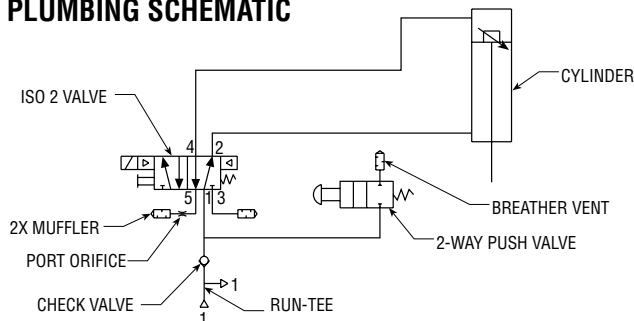 PLUMBING SCHEMATIC
CYLINDER
ISO 2 VALVE
4 2
5 1 3
BREATHER VENT
2X MUFFLER
2-WAY PUSH VALVE
PORT ORIFICE
1
CHECK VALVE
RUN-TEE
1